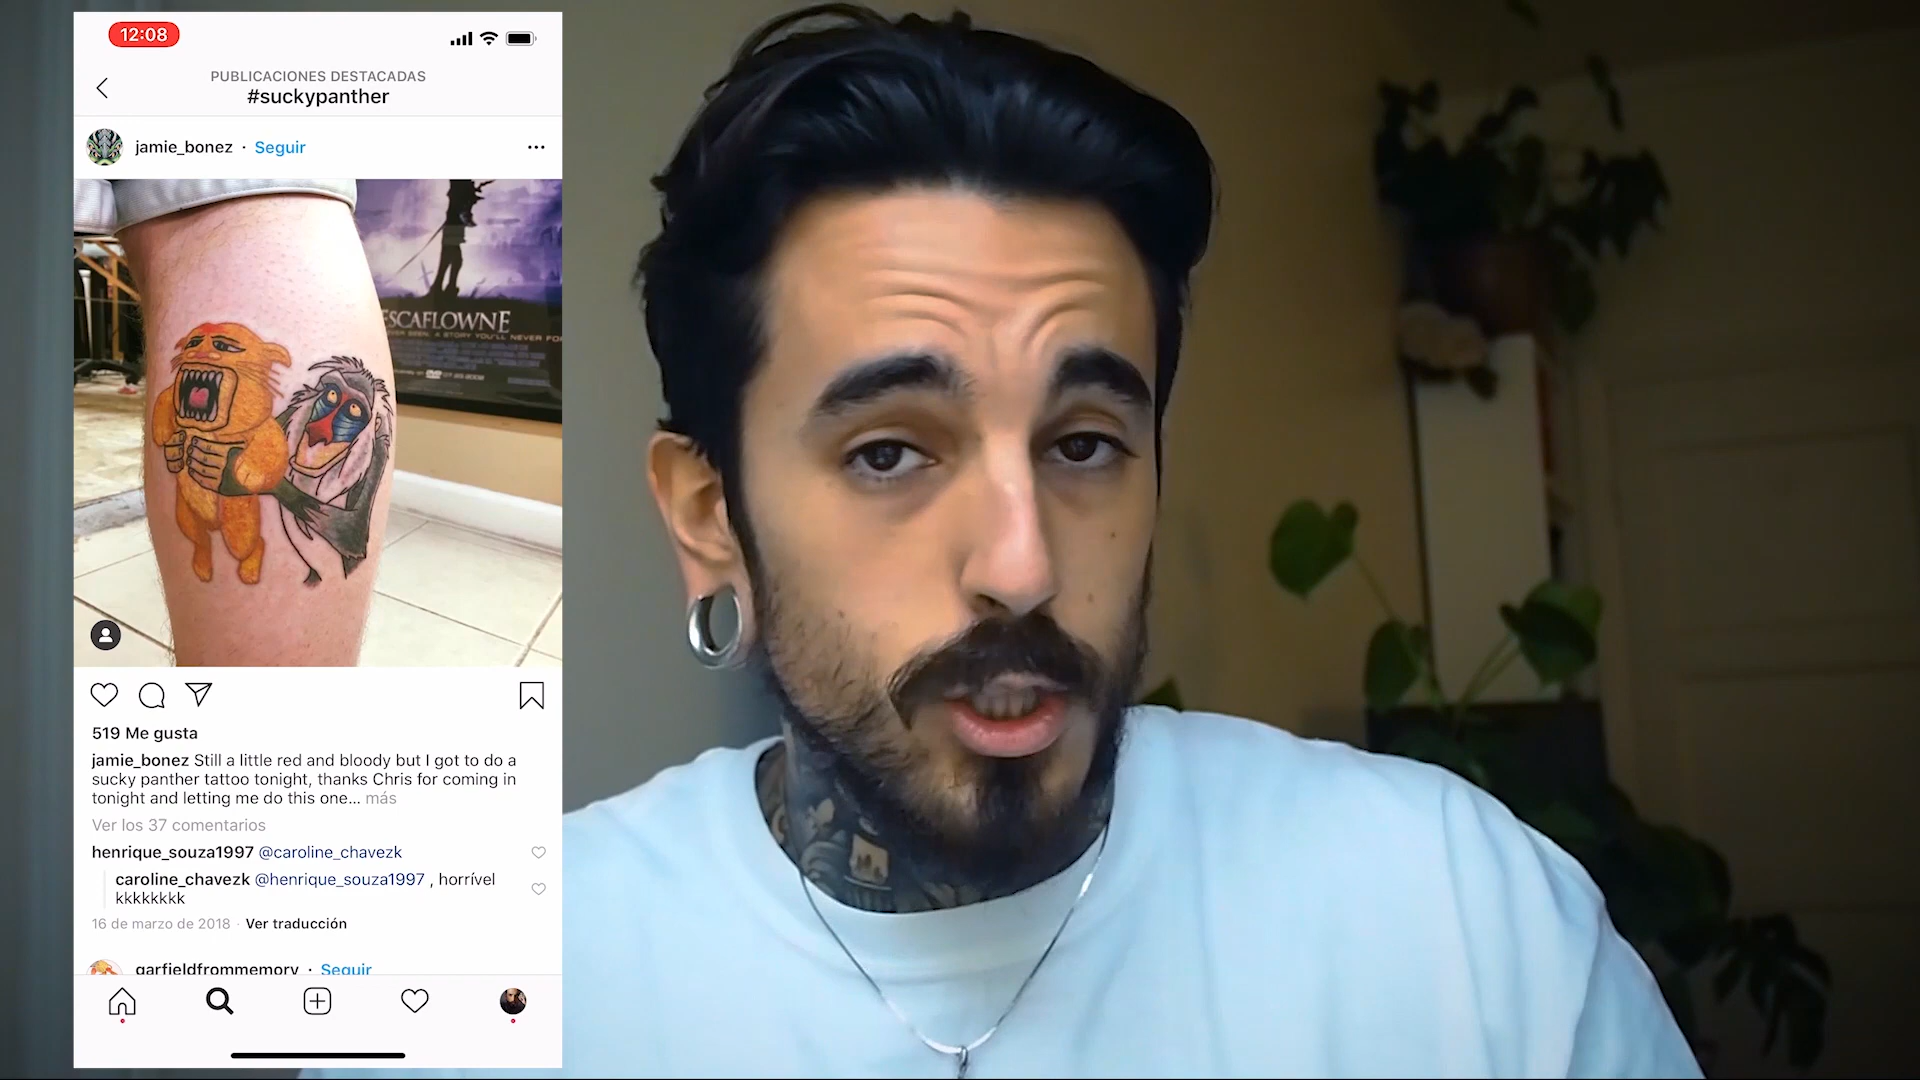 12:08
PUBLICACIONES DESTACADAS
#suckypanther
jamie_bonez · Seguir
ESCAFLOWNE
519 Me gusta
jamie_bonez Still a little red and bloody but I got to do a
sucky panther tattoo tonight, thanks Chris for coming in
tonight and letting me do this one... más
Ver los 37 comentarios
henrique_souza1997 @caroline_chavezk
caroline_chavezk @henrique_souza1997 , horrível
kkkkkkkk
16 de marzo de 2018 · Ver traducción
garfieldfrommemory · Seguir